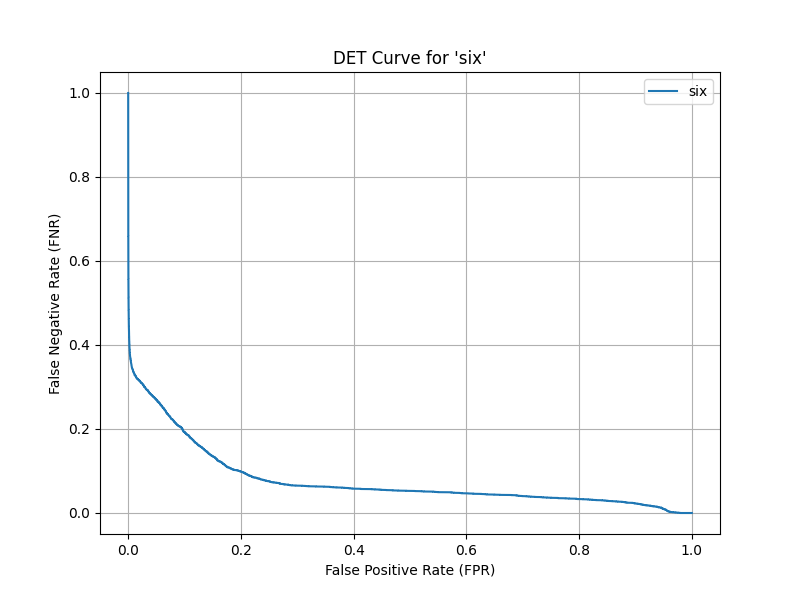 DET Curve for 'six'
six
1.0
0.8
0.6
0.4
0.2
0.0
False Negative Rate (FNR)
0.0 0.2 0.4 0.6 0.8 1.0
False Positive Rate (FPR)